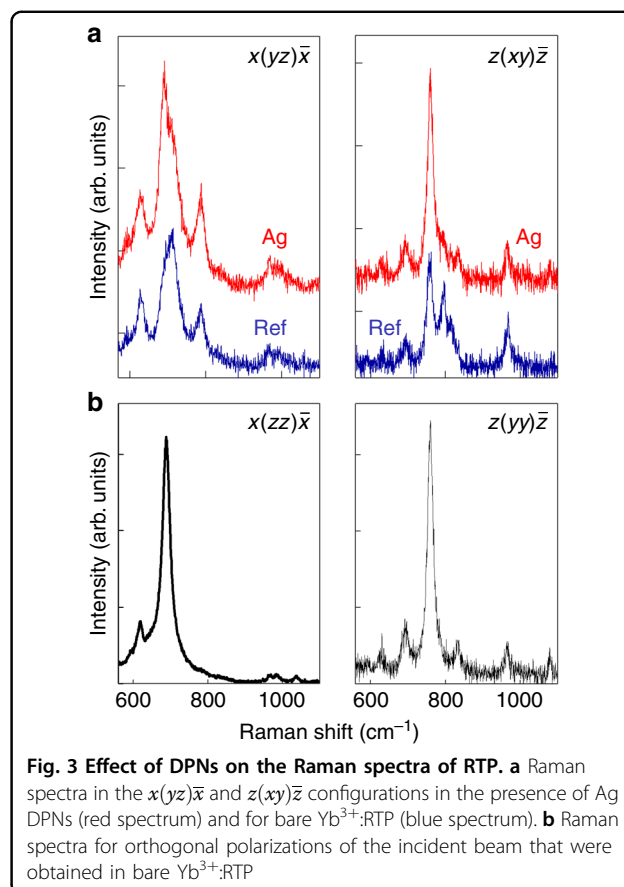 a
x(yz)x̄
z(xy)z̄
Intensity (arb. units)
Ag
Ref
Ag
Ref
b
x(zz)x̄
z(yy)z̄
Intensity (arb. units)
600 800 1000 600 800 1000
Raman shift (cm⁻¹)
Fig. 3 Effect of DPNs on the Raman spectra of RTP. a Raman
spectra in the x(yz)x̄ and z(xy)z̄ configurations in the presence of Ag
DPNs (red spectrum) and for bare Yb³⁺:RTP (blue spectrum). b Raman
spectra for orthogonal polarizations of the incident beam that were
obtained in bare Yb³⁺:RTP